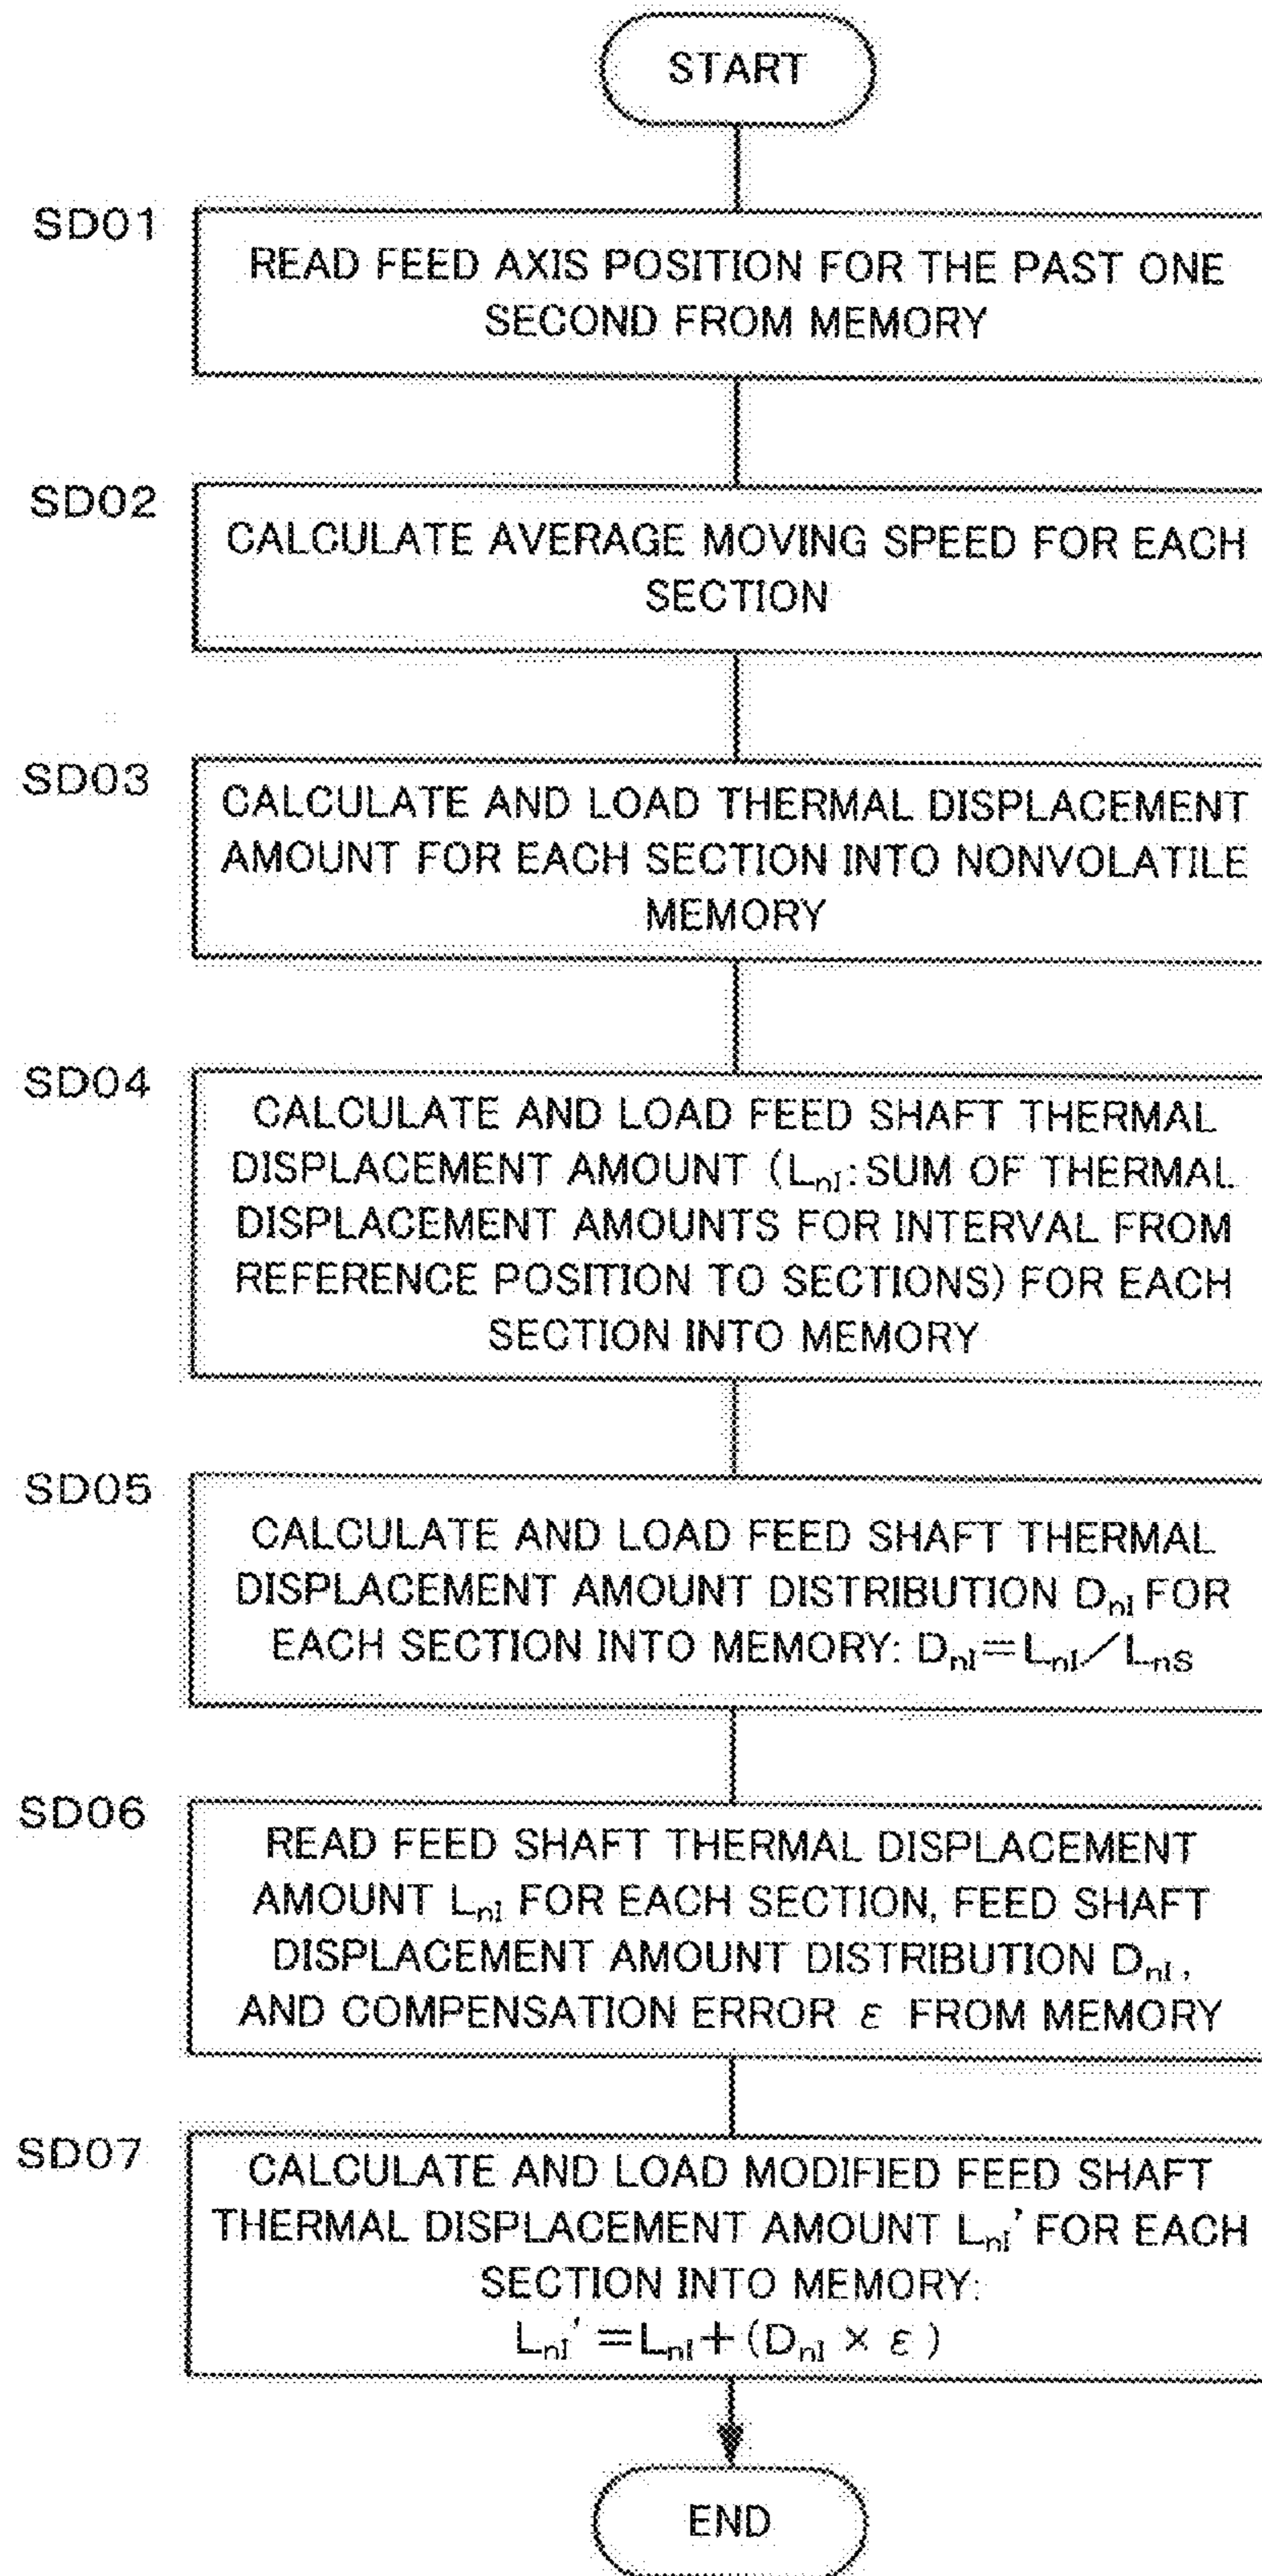 START
SD01
READ FEED AXIS POSITION FOR THE PAST ONE
SECOND FROM MEMORY
SD02
CALCULATE AVERAGE MOVING SPEED FOR EACH
SECTION
SD03
CALCULATE AND LOAD THERMAL DISPLACEMENT
AMOUNT FOR EACH SECTION INTO NONVOLATILE
MEMORY
SD04
CALCULATE AND LOAD FEED SHAFT THERMAL
DISPLACEMENT AMOUNT (LnI:SUM OF THERMAL
DISPLACEMENT AMOUNTS FOR INTERVAL FROM
REFERENCE POSITION TO SECTIONS) FOR EACH
SECTION INTO MEMORY
SD05
CALCULATE AND LOAD FEED SHAFT THERMAL
DISPLACEMENT AMOUNT DISTRIBUTION DnI FOR
EACH SECTION INTO MEMORY: DnI=LnI/LnS
SD06
READ FEED SHAFT THERMAL DISPLACEMENT
AMOUNT LnI FOR EACH SECTION, FEED SHAFT
DISPLACEMENT AMOUNT DISTRIBUTION DnI,
AND COMPENSATION ERROR ε FROM MEMORY
SD07
CALCULATE AND LOAD MODIFIED FEED SHAFT
THERMAL DISPLACEMENT AMOUNT LnI' FOR EACH
SECTION INTO MEMORY:
LnI'=LnI+(DnI × ε)
END